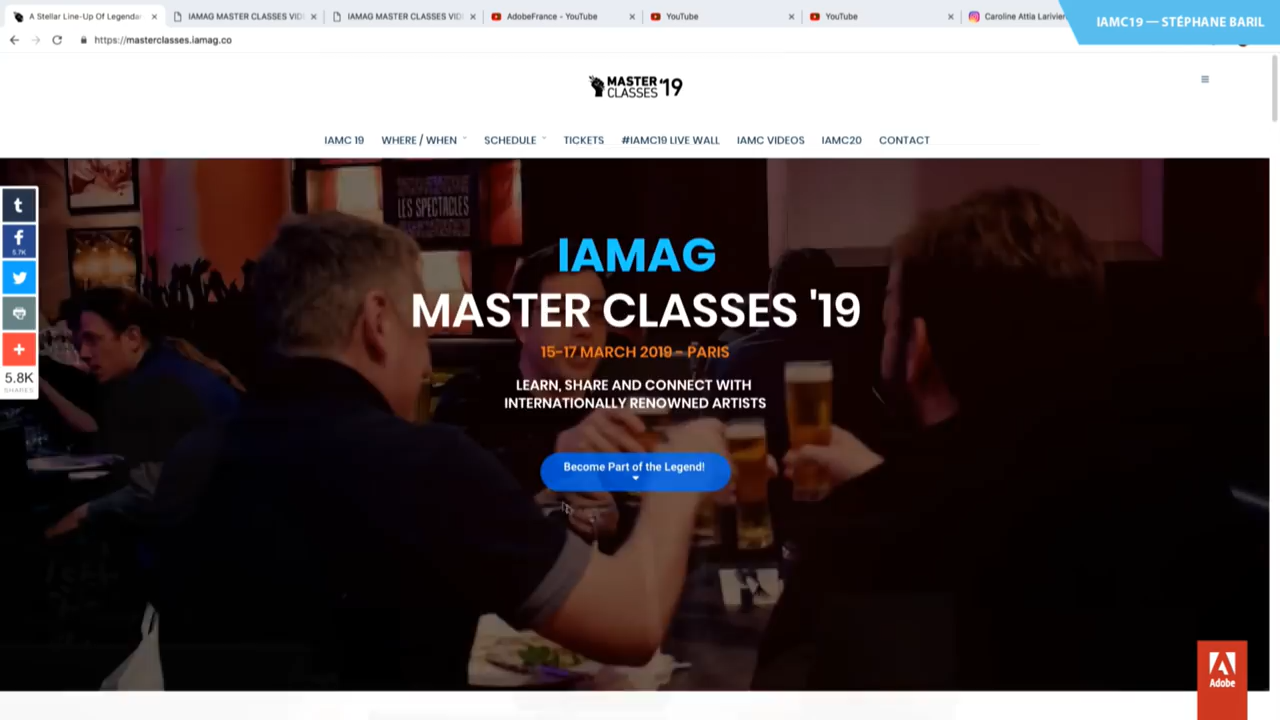 A Stellar Line-Up Of Legendar
IAMAG MASTER CLASSES VID
IAMAG MASTER CLASSES VID
AdobeFrance - YouTube
YouTube
YouTube
Caroline Attia Larivier
IAMC19 — STÉPHANE BARIL
https://masterclasses.iamag.co
MASTER
CLASSES '19
IAMC 19 WHERE / WHEN SCHEDULE TICKETS #IAMC19 LIVE WALL IAMC VIDEOS IAMC20 CONTACT
LES SPECTACLES
IAMAG
MASTER CLASSES '19
15-17 MARCH 2019 - PARIS
LEARN, SHARE AND CONNECT WITH
INTERNATIONALLY RENOWNED ARTISTS
Become Part of the Legend!
5.7K
5.8K
SHARES
Adobe